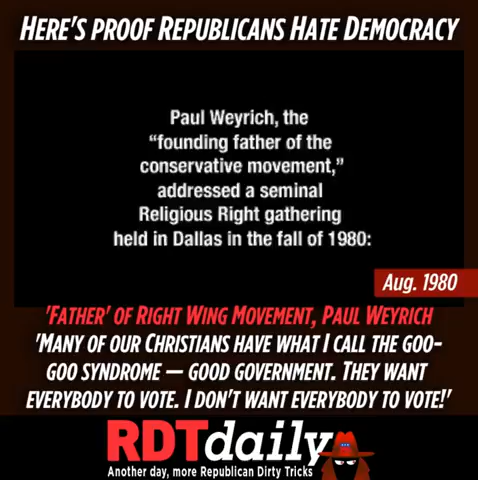 HERE'S PROOF REPUBLICANS HATE DEMOCRACY
Paul Weyrich, the
“founding father of the
conservative movement,”
addressed a seminal
Religious Right gathering
held in Dallas in the fall of 1980:
Aug. 1980
'FATHER' OF RIGHT WING MOVEMENT, PAUL WEYRICH
'MANY OF OUR CHRISTIANS HAVE WHAT I CALL THE GOO-
GOO SYNDROME — GOOD GOVERNMENT. THEY WANT
EVERYBODY TO VOTE. I DON'T WANT EVERYBODY TO VOTE!'
RDTdaily
Another day, more Republican Dirty Tricks